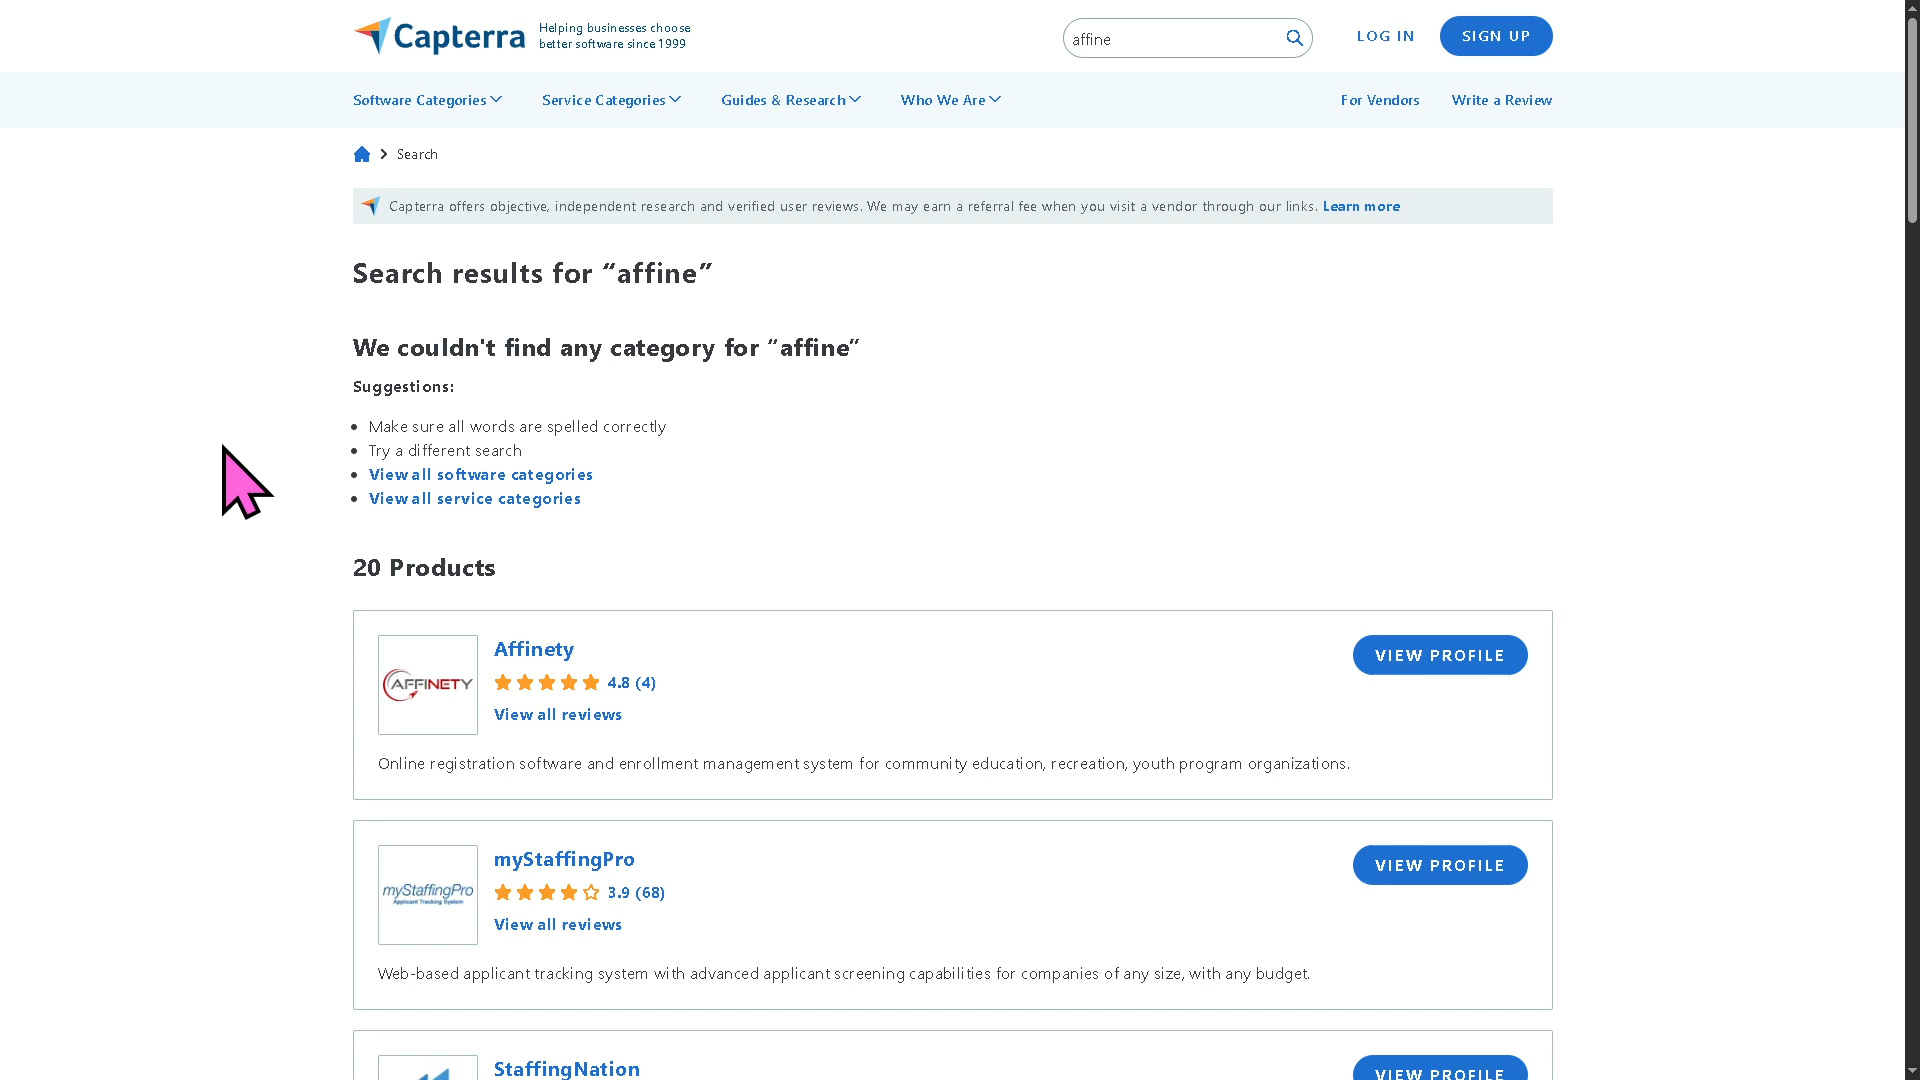 Capterra
Helping businesses choose
better software since 1999
affine
LOG IN
SIGN UP
Software Categories
Service Categories
Guides & Research
Who We Are
For Vendors
Write a Review
Search
Capterra offers objective, independent research and verified user reviews. We may earn a referral fee when you visit a vendor through our links. Learn more
Search results for “affine”
We couldn't find any category for “affine”
Suggestions:
Make sure all words are spelled correctly
Try a different search
View all software categories
View all service categories
20 Products
AFFINETY
Affinety
4.8 (4)
View all reviews
VIEW PROFILE
Online registration software and enrollment management system for community education, recreation, youth program organizations.
myStaffingPro
Applicant Tracking System
myStaffingPro
3.9 (68)
View all reviews
VIEW PROFILE
Web-based applicant tracking system with advanced applicant screening capabilities for companies of any size, with any budget.
StaffingNation
VIEW PROFILE